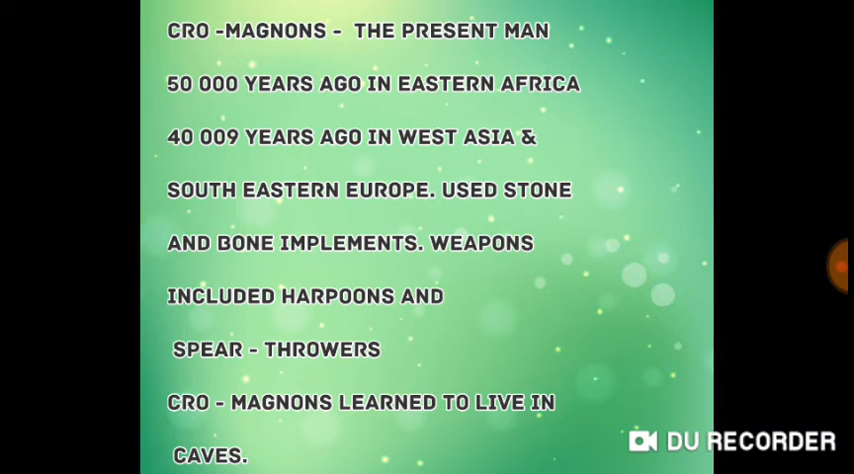 CRO -MAGNONS - THE PRESENT MAN
50 000 YEARS AGO IN EASTERN AFRICA
40 009 YEARS AGO IN WEST ASIA &
SOUTH EASTERN EUROPE. USED STONE
AND BONE IMPLEMENTS. WEAPONS
INCLUDED HARPOONS AND
SPEAR - THROWERS
CRO - MAGNONS LEARNED TO LIVE IN
CAVES.
DU RECORDER